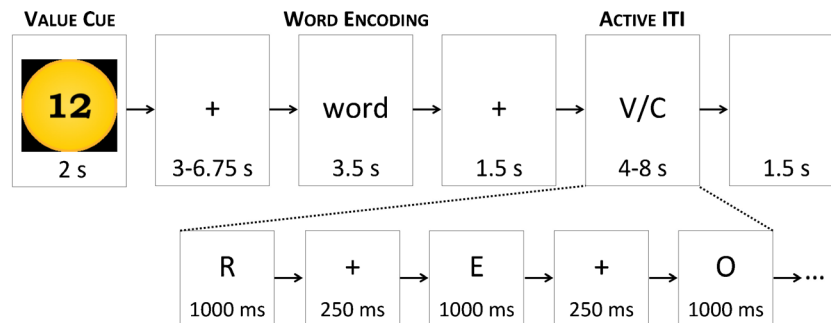 VALUE CUE WORD ENCODING ACTIVE ITI
12 + word + V/C
2 s 3-6.75 s 3.5 s 1.5 s 4-8 s 1.5 s
R + E + O ...
1000 ms 250 ms 1000 ms 250 ms 1000 ms